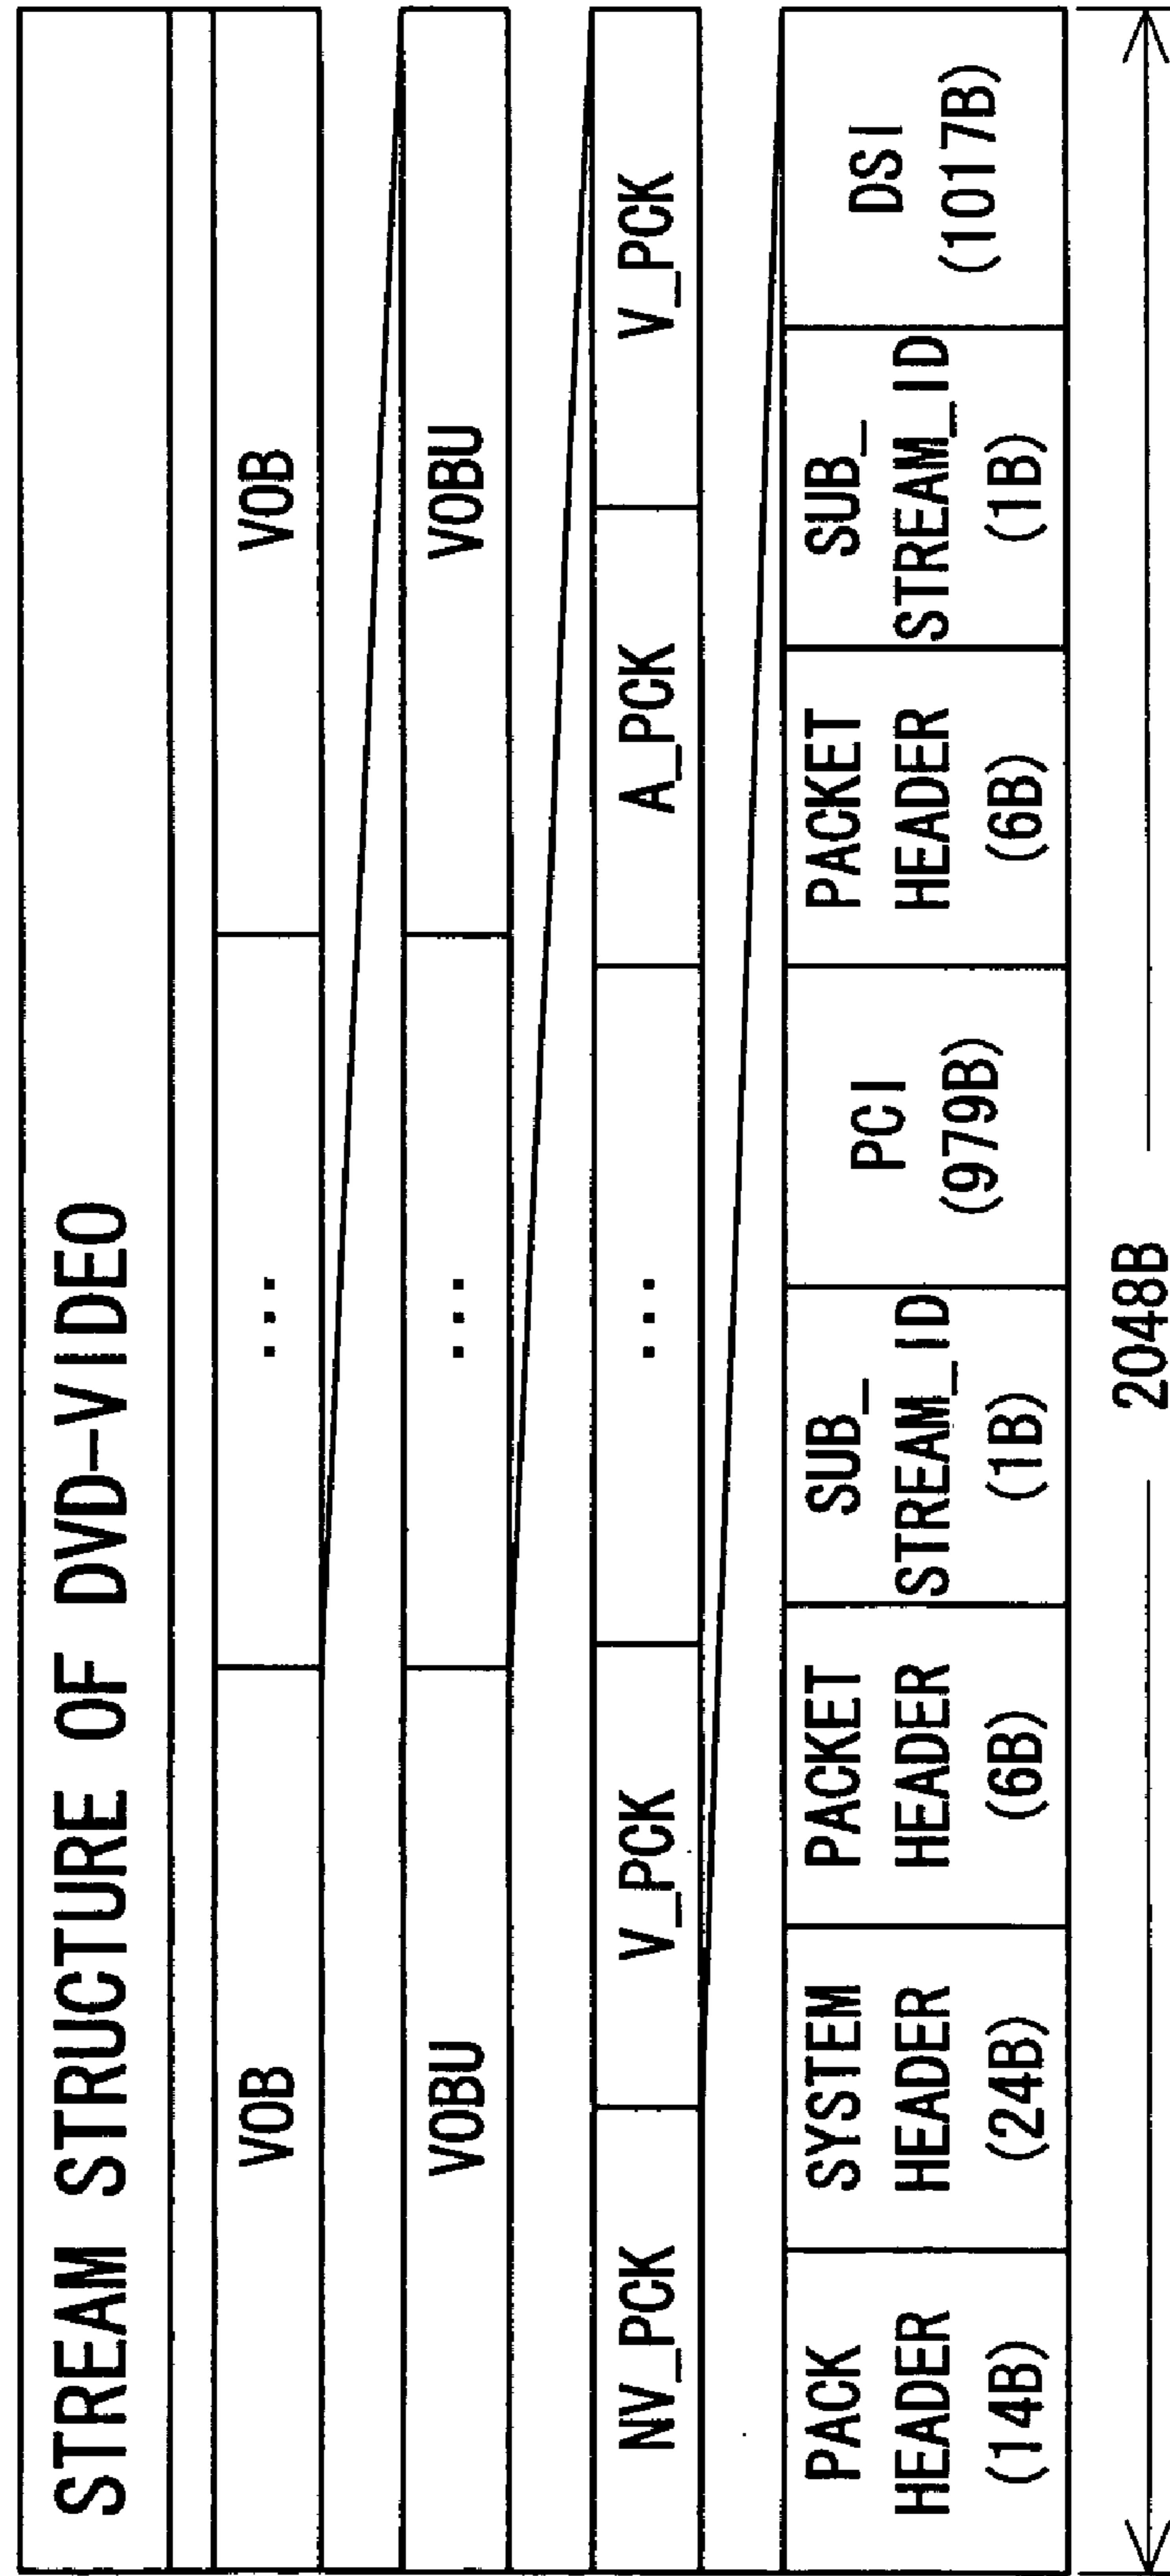 STREAM STRUCTURE OF DVD-VIDEO
VOB
...
VOB
VOBU
...
VOBU
NV_PCK
V_PCK
...
A_PCK
V_PCK
PACK
HEADER
(14B)
SYSTEM
HEADER
(24B)
PACKET
HEADER
(6B)
SUB_
STREAM_ID
(1B)
PCI
(979B)
PACKET
HEADER
(6B)
SUB_
STREAM_ID
(1B)
DSI
(1017B)
2048B